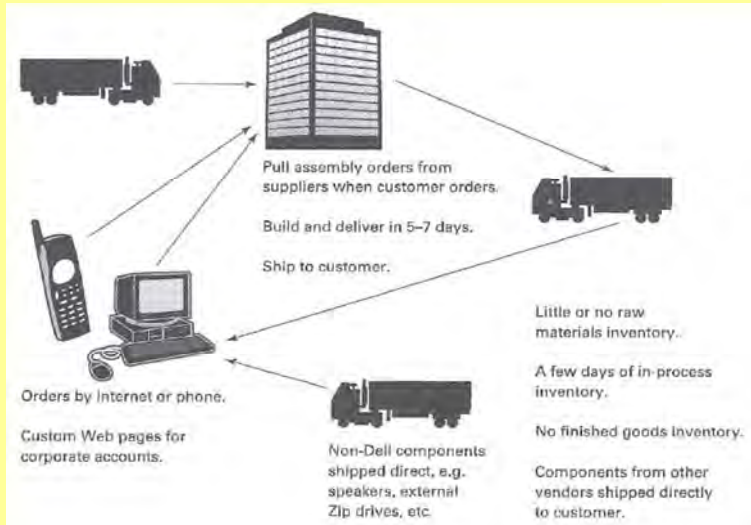 Pull assembly orders from
suppliers when customer orders.
Build and deliver in 5–7 days.
Ship to customer.
Orders by Internet or phone.
Custom Web pages for
corporate accounts.
Non-Dell components
shipped direct, e.g.
speakers, external
Zip drives, etc.
Little or no raw
materials inventory.
A few days of in-process
inventory.
No finished goods inventory.
Components from other
vendors shipped directly
to customer.